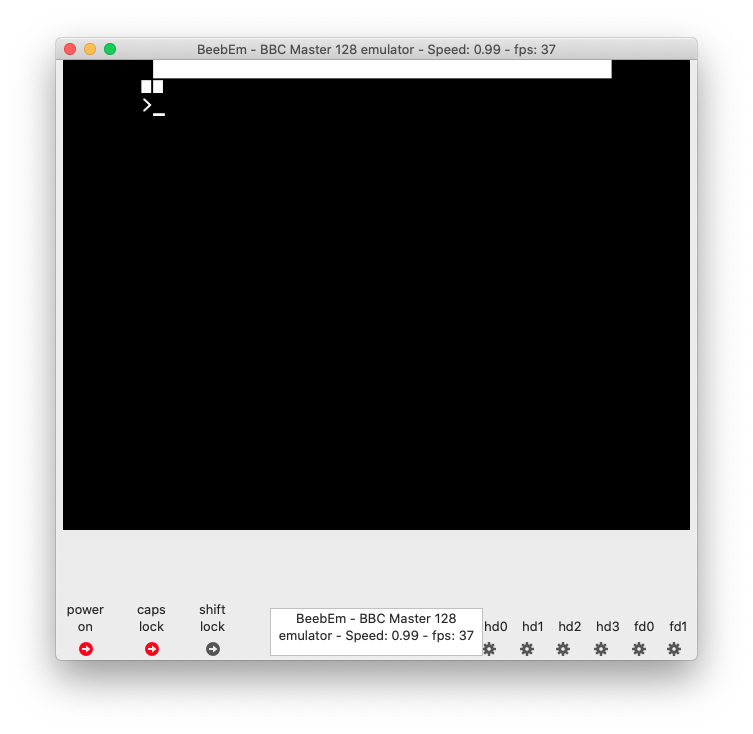 BeebEm - BBC Master 128 emulator - Speed: 0.99 - fps: 37
>_
power on
caps lock
shift lock
BeebEm - BBC Master 128
emulator - Speed: 0.99 - fps: 37
hd0 hd1 hd2 hd3 fd0 fd1